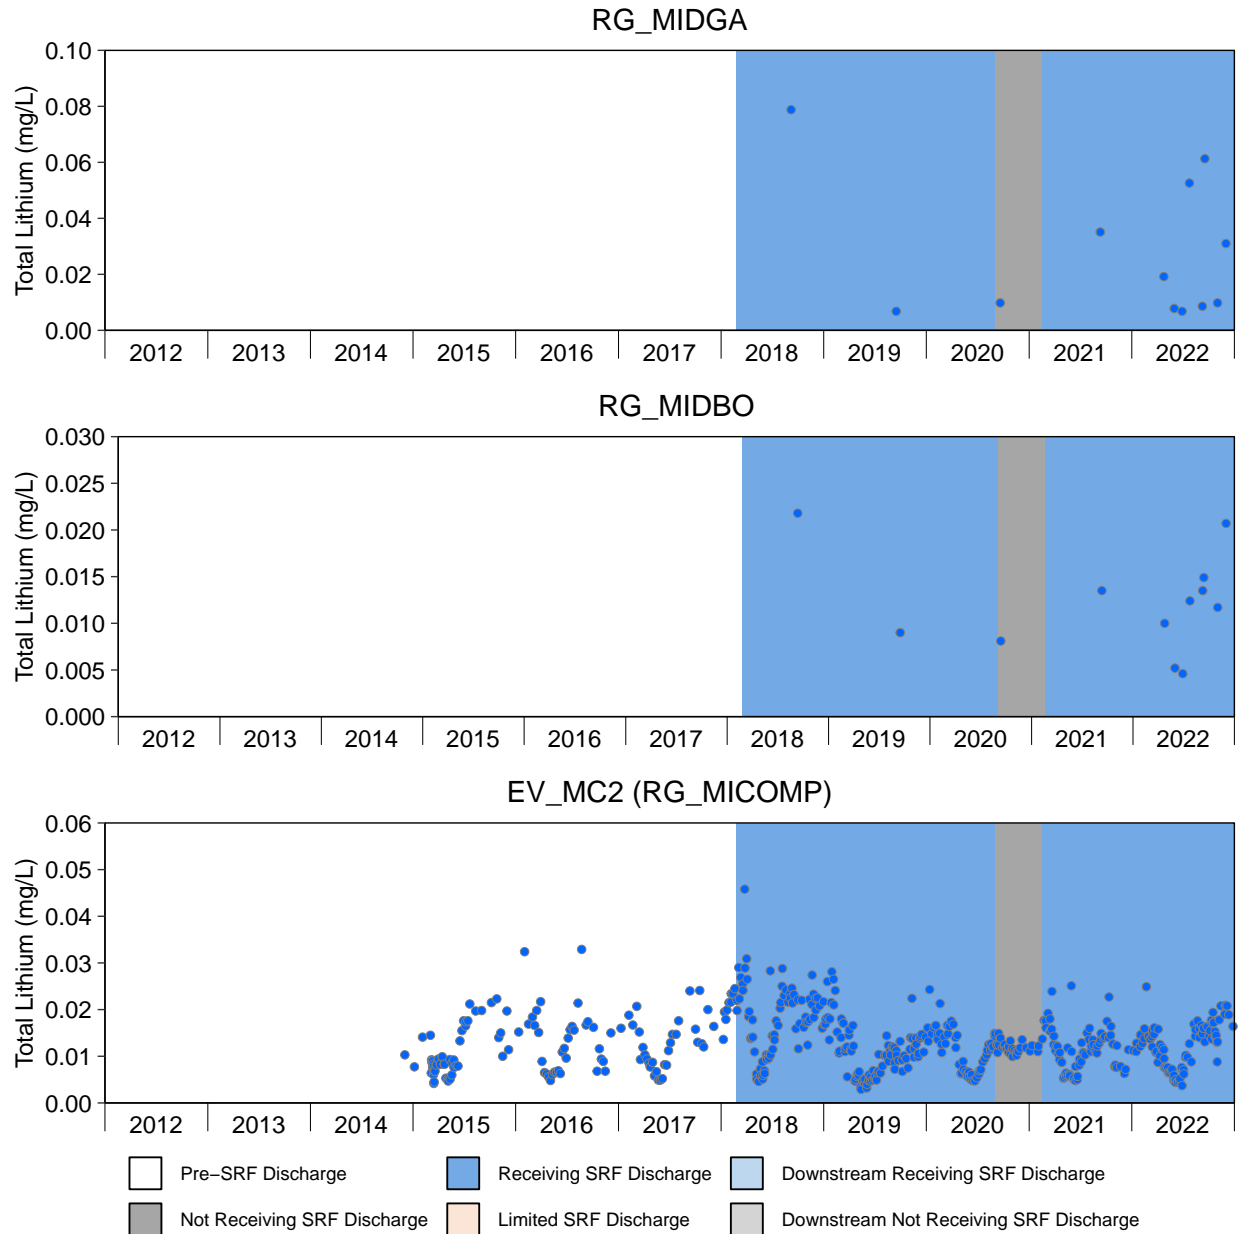 RG_MIDGA
Total Lithium (mg/L)
0.10
0.08
0.06
0.04
0.02
0.00
2012 2013 2014 2015 2016 2017 2018 2019 2020 2021 2022
RG_MIDBO
Total Lithium (mg/L)
0.030
0.025
0.020
0.015
0.010
0.005
0.000
2012 2013 2014 2015 2016 2017 2018 2019 2020 2021 2022
EV_MC2 (RG_MICOMP)
Total Lithium (mg/L)
0.06
0.05
0.04
0.03
0.02
0.01
0.00
2012 2013 2014 2015 2016 2017 2018 2019 2020 2021 2022
Pre−SRF Discharge Receiving SRF Discharge Downstream Receiving SRF Discharge
Not Receiving SRF Discharge Limited SRF Discharge Downstream Not Receiving SRF Discharge